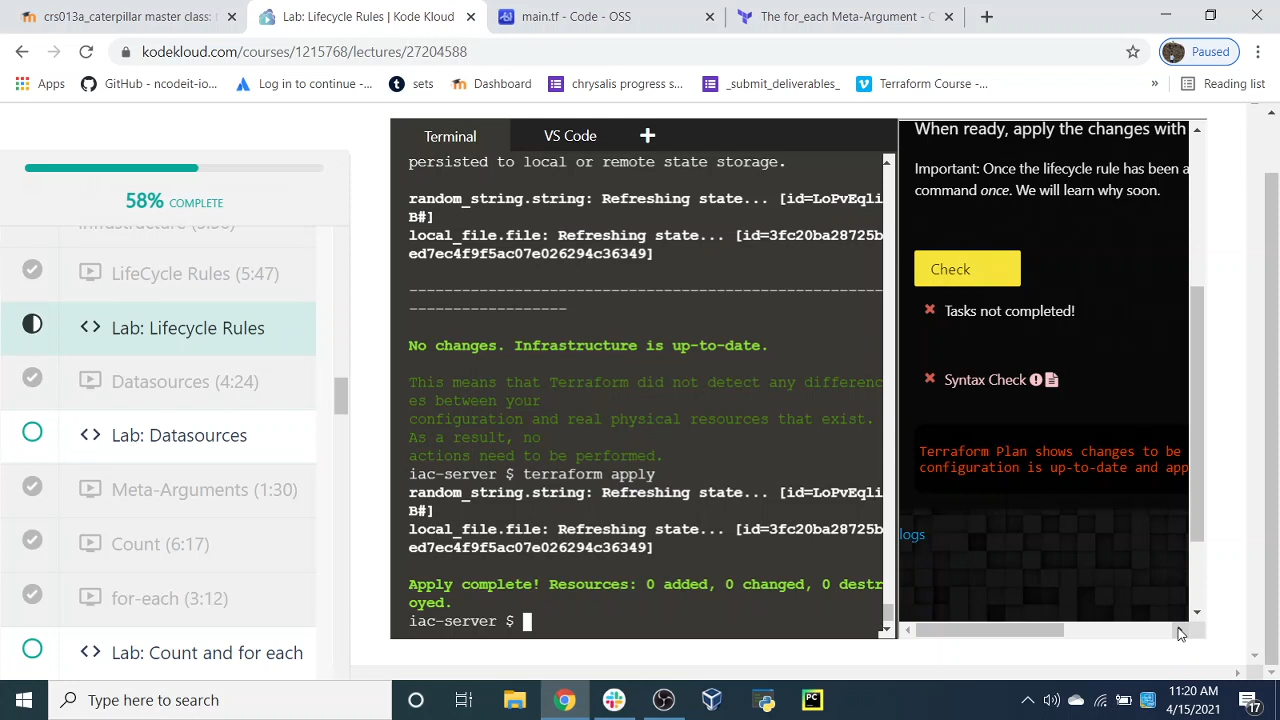 crs013a_caterpillar master class:
Lab: Lifecycle Rules | Kode Kloud
main.tf - Code - OSS
The for_each Meta-Argument - C
kodekloud.com/courses/1215768/lectures/27204588
Paused
Apps
GitHub - ncodeit-io...
Log in to continue -...
sets
Dashboard
chrysalis progress s...
_submit_deliverables_
Terraform Course -...
»
Reading list
58% COMPLETE
LifeCycle Rules (5:47)
Lab: Lifecycle Rules
Datasources (4:24)
Lab: Datasources
Meta-Arguments (1:30)
Count (6:17)
for-each (3:12)
Lab: Count and for each
Terminal
VS Code
persisted to local or remote state storage.
random_string.string: Refreshing state... [id=LoPvEqli
B#]
local_file.file: Refreshing state... [id=3fc20ba28725b
ed7ec4f9f5ac07e026294c36349]
------------------------------------------------------
------------------
No changes. Infrastructure is up-to-date.
This means that Terraform did not detect any differenc
es between your
configuration and real physical resources that exist.
As a result, no
actions need to be performed.
iac-server $ terraform apply
random_string.string: Refreshing state... [id=LoPvEqli
B#]
local_file.file: Refreshing state... [id=3fc20ba28725b
ed7ec4f9f5ac07e026294c36349]
Apply complete! Resources: 0 added, 0 changed, 0 destr
oyed.
iac-server $
When ready, apply the changes with
Important: Once the lifecycle rule has been a
command once. We will learn why soon.
Check
Tasks not completed!
Syntax Check
Terraform Plan shows changes to be
configuration is up-to-date and app
logs
Type here to search
PC
11:20 AM
4/15/2021
17